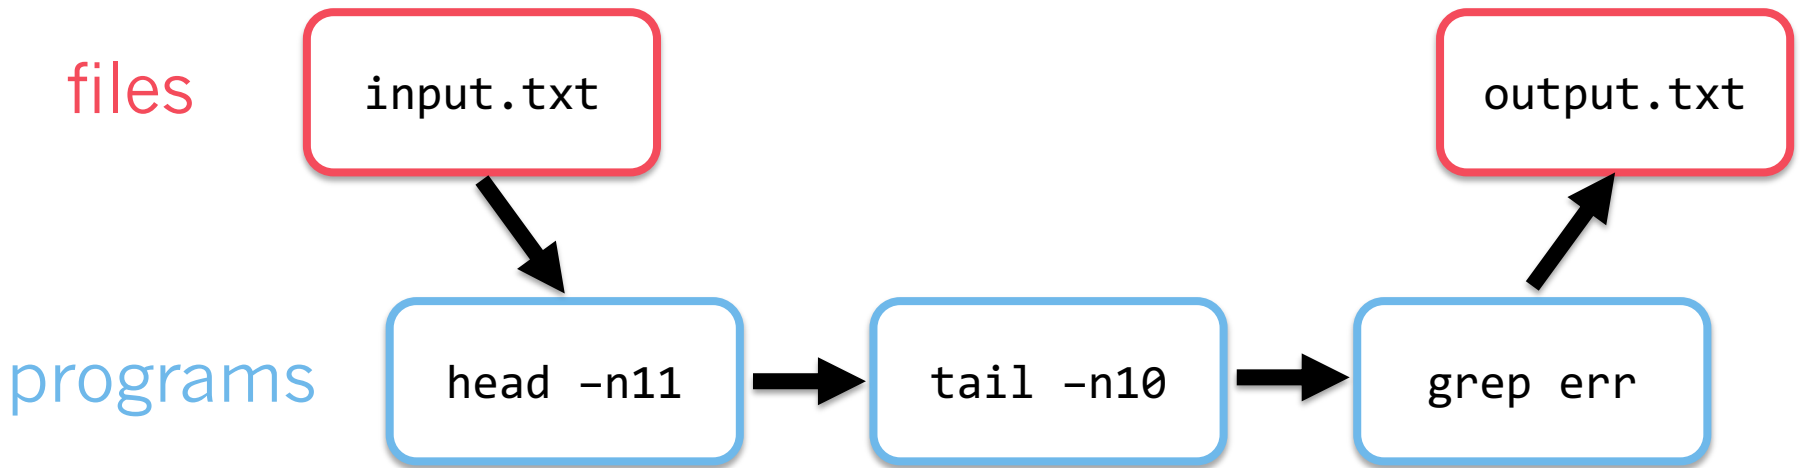 files
input.txt
output.txt
programs
head –n11
tail –n10
grep err